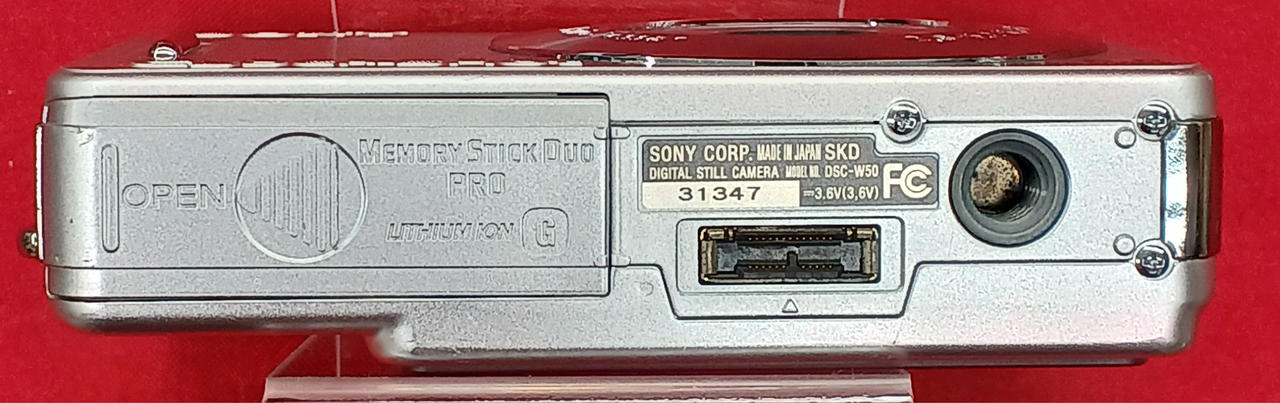 OPEN
MEMORY STICK DUO
PRO
LITHIUM ION G
SONY CORP. MADE IN JAPAN SKD
DIGITAL STILL CAMERA MODEL NO. DSC-W50
31347 ⎓3.6V(3,6V) FC